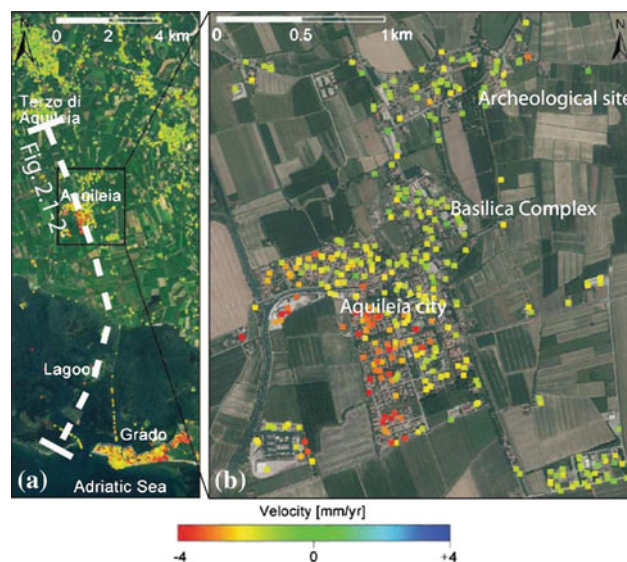 N
0 2 4 km
Terzo di
Aquileia
Fig. 2.1-2
Aquileia
Lagoon
Grado
(a)
Adriatic Sea
0 0.5 1km
N
Archeological site
Basilica Complex
Aquileia city
(b)
Velocity [mm/yr]
-4 0 +4